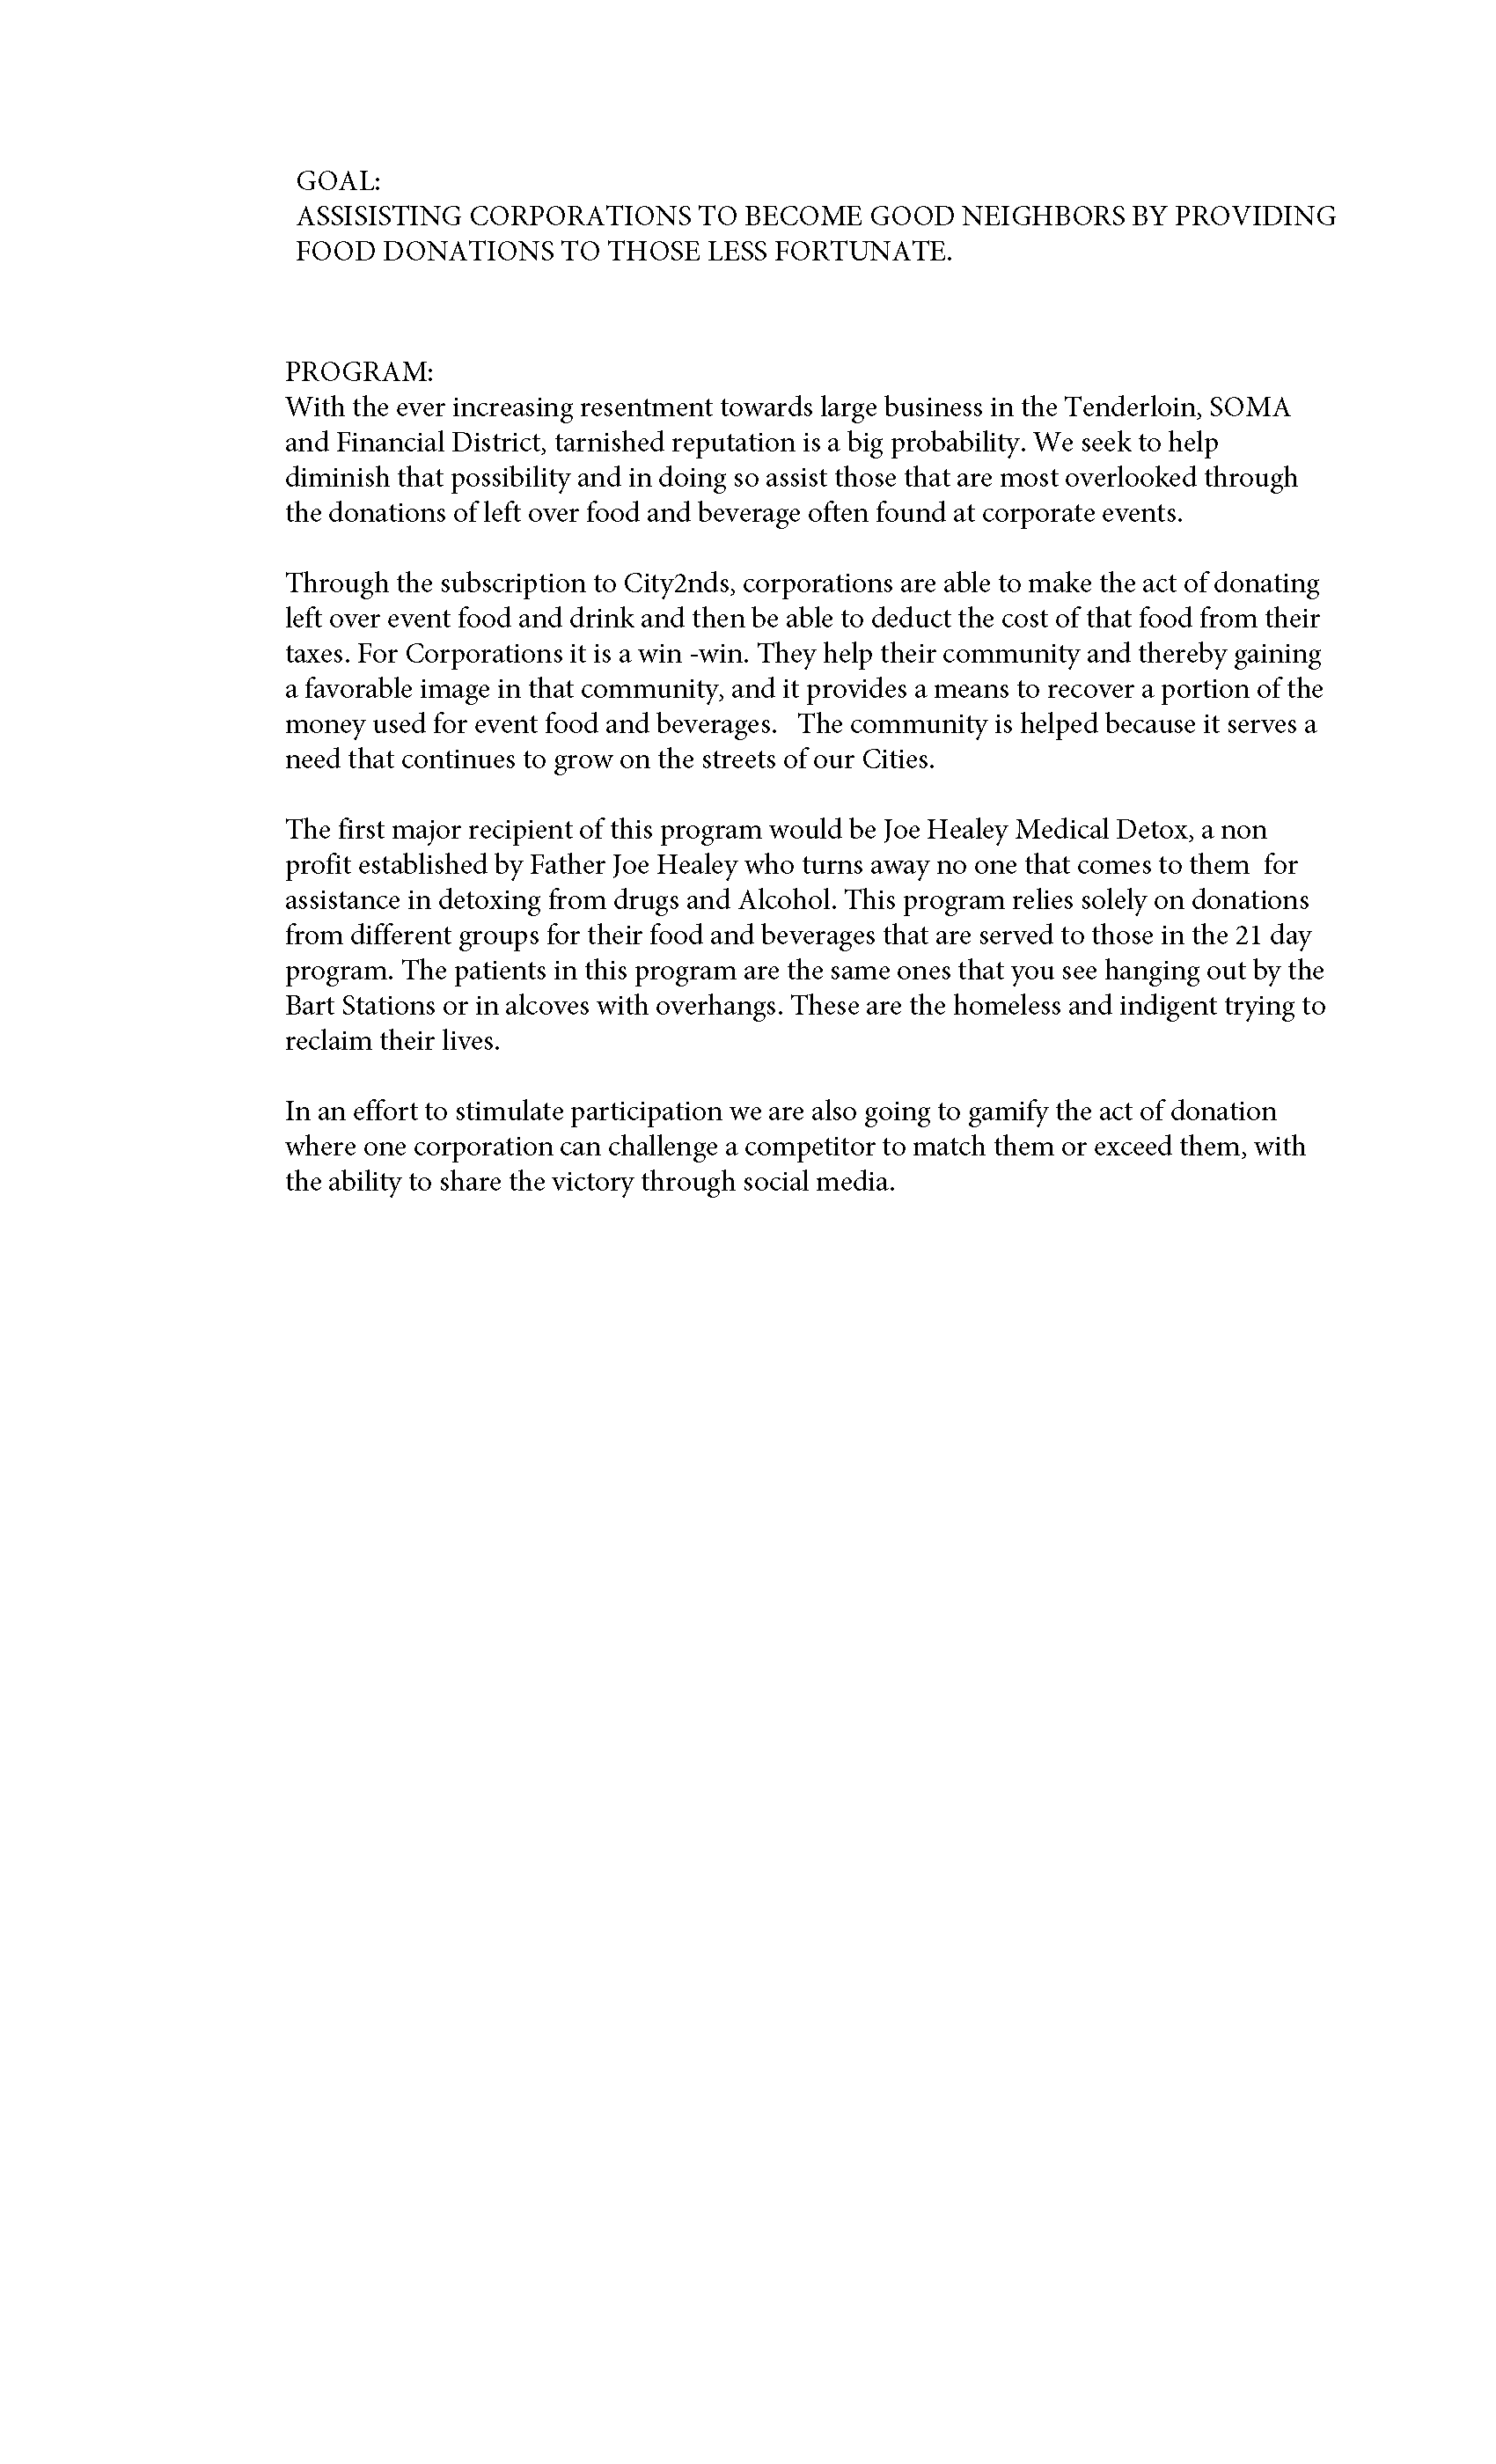 GOAL:
ASSISISTING CORPORATIONS TO BECOME GOOD NEIGHBORS BY PROVIDING
FOOD DONATIONS TO THOSE LESS FORTUNATE.
PROGRAM:
With the ever increasing resentment towards large business in the Tenderloin, SOMA
and Financial District, tarnished reputation is a big probability. We seek to help
diminish that possibility and in doing so assist those that are most overlooked through
the donations of left over food and beverage often found at corporate events.
Through the subscription to City2nds, corporations are able to make the act of donating
left over event food and drink and then be able to deduct the cost of that food from their
taxes. For Corporations it is a win -win. They help their community and thereby gaining
a favorable image in that community, and it provides a means to recover a portion of the
money used for event food and beverages.   The community is helped because it serves a
need that continues to grow on the streets of our Cities.
The first major recipient of this program would be Joe Healey Medical Detox, a non
profit established by Father Joe Healey who turns away no one that comes to them  for
assistance in detoxing from drugs and Alcohol. This program relies solely on donations
from different groups for their food and beverages that are served to those in the 21 day
program. The patients in this program are the same ones that you see hanging out by the
Bart Stations or in alcoves with overhangs. These are the homeless and indigent trying to
reclaim their lives.
In an effort to stimulate participation we are also going to gamify the act of donation
where one corporation can challenge a competitor to match them or exceed them, with
the ability to share the victory through social media.